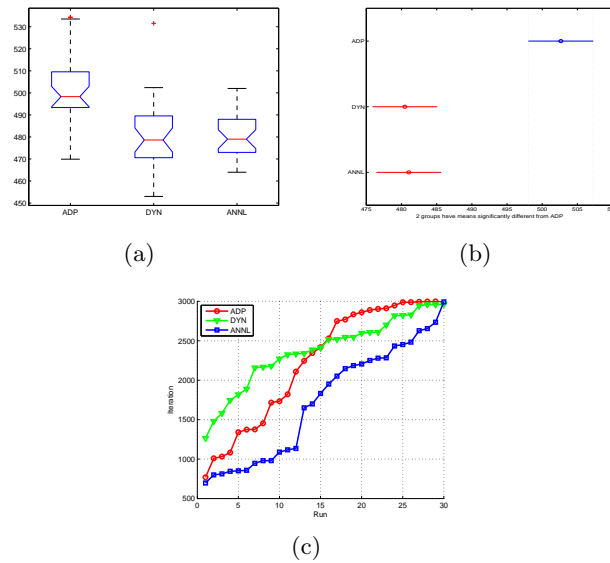 530
520
510
500
490
480
470
460
450
ADP DYN ANNL
(a)
ADP
DYN
ANNL
475 480 485 490 495 500 505
2 groups have means significantly different from ADP
(b)
3000
2500
2000
1500
1000
500
Iteration
ADP
DYN
ANNL
0 5 10 15 20 25 30
Run
(c)